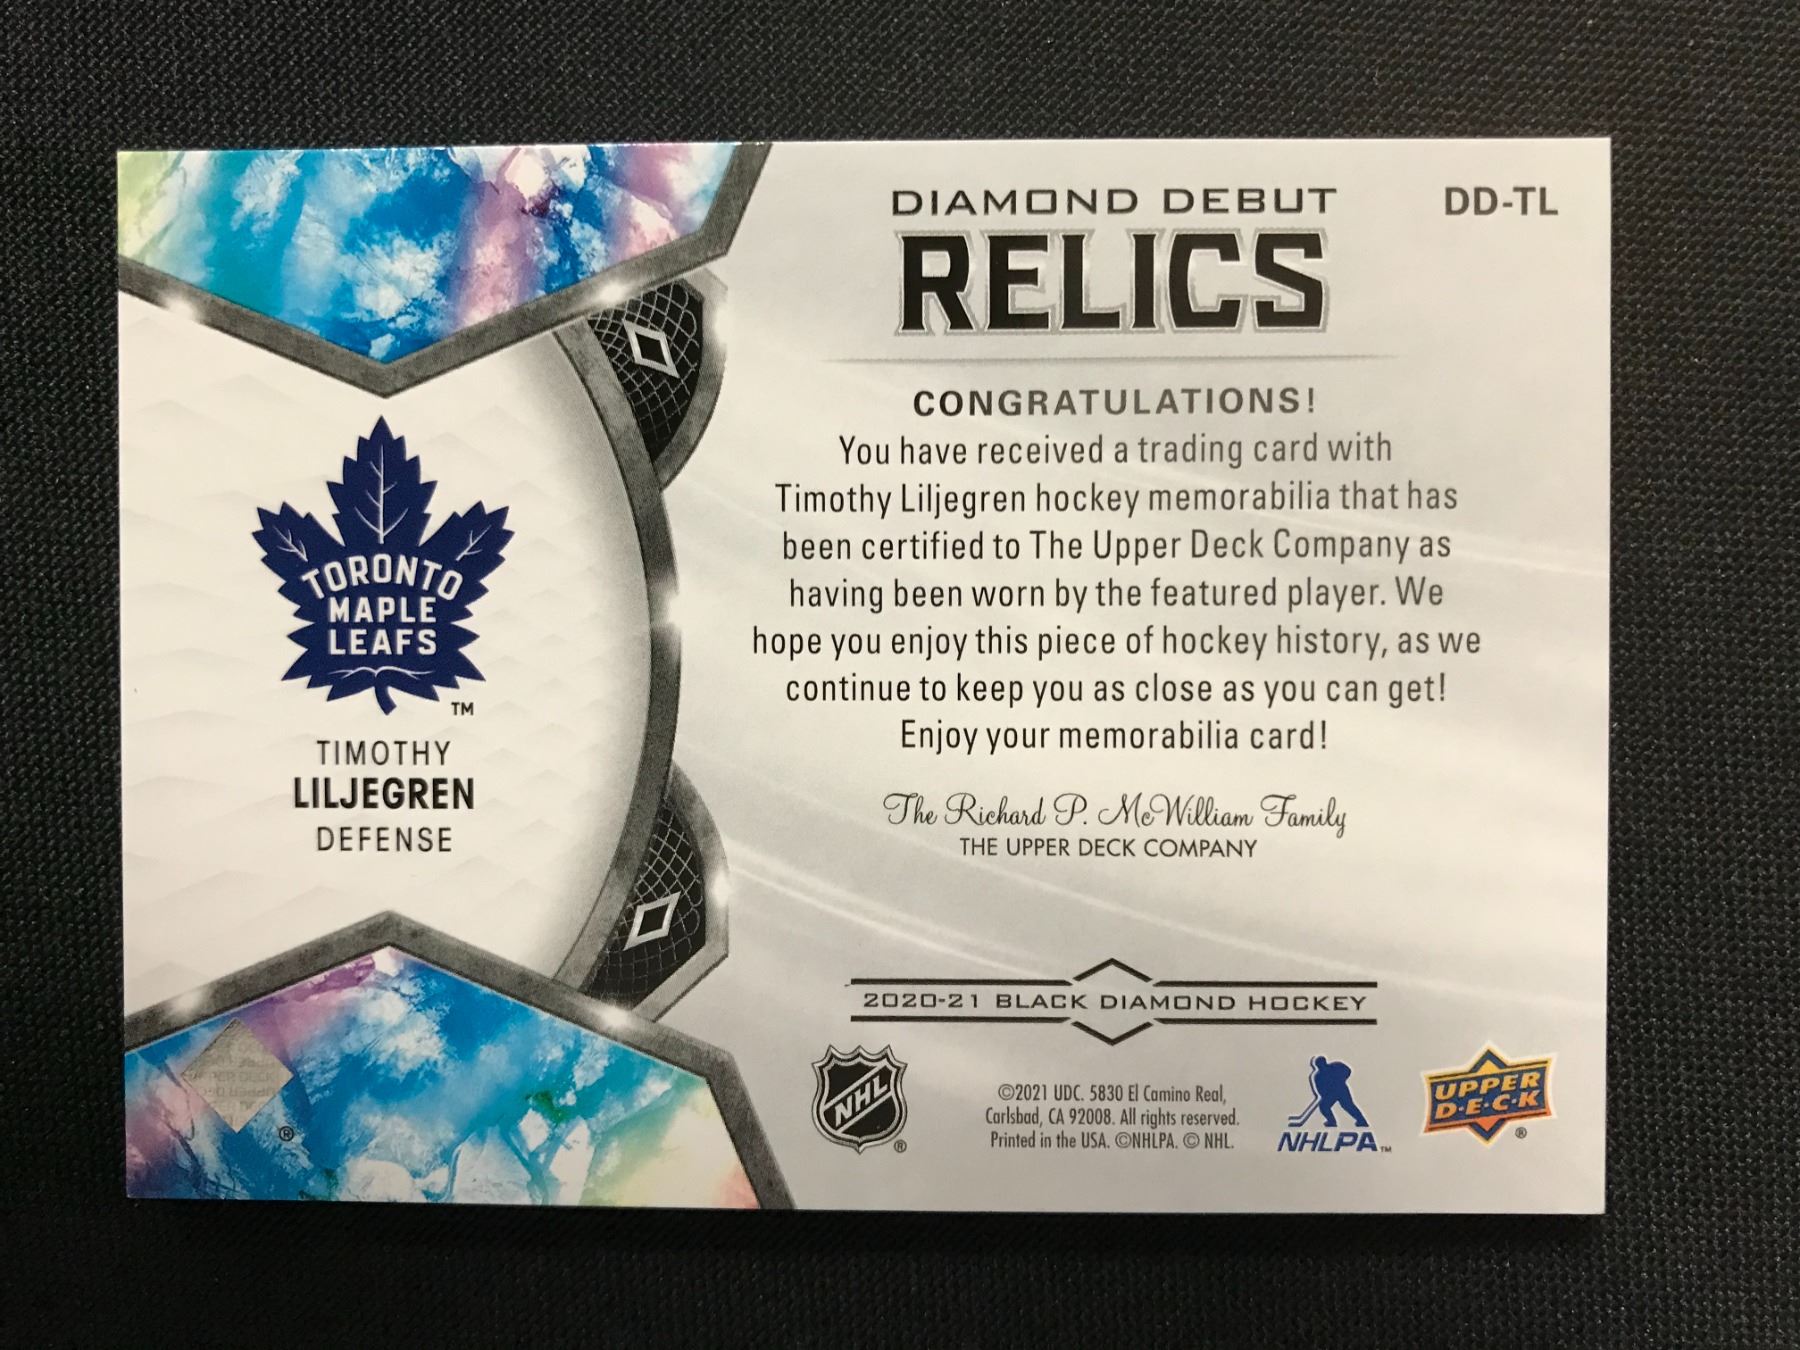 DIAMOND DEBUT
RELICS
DD-TL
CONGRATULATIONS!
You have received a trading card with
Timothy Liljegren hockey memorabilia that has
been certified to The Upper Deck Company as
having been worn by the featured player. We
hope you enjoy this piece of hockey history, as we
continue to keep you as close as you can get!
Enjoy your memorabilia card!
The Richard P. McWilliam Family
THE UPPER DECK COMPANY
TORONTO
MAPLE
LEAFS
TM
TIMOTHY
LILJEGREN
DEFENSE
2020-21 BLACK DIAMOND HOCKEY
®
NHL
®
©2021 UDC. 5830 El Camino Real,
Carlsbad, CA 92008. All rights reserved.
Printed in the USA. ©NHLPA. © NHL.
NHLPA™
UPPER
D·E·C·K
®